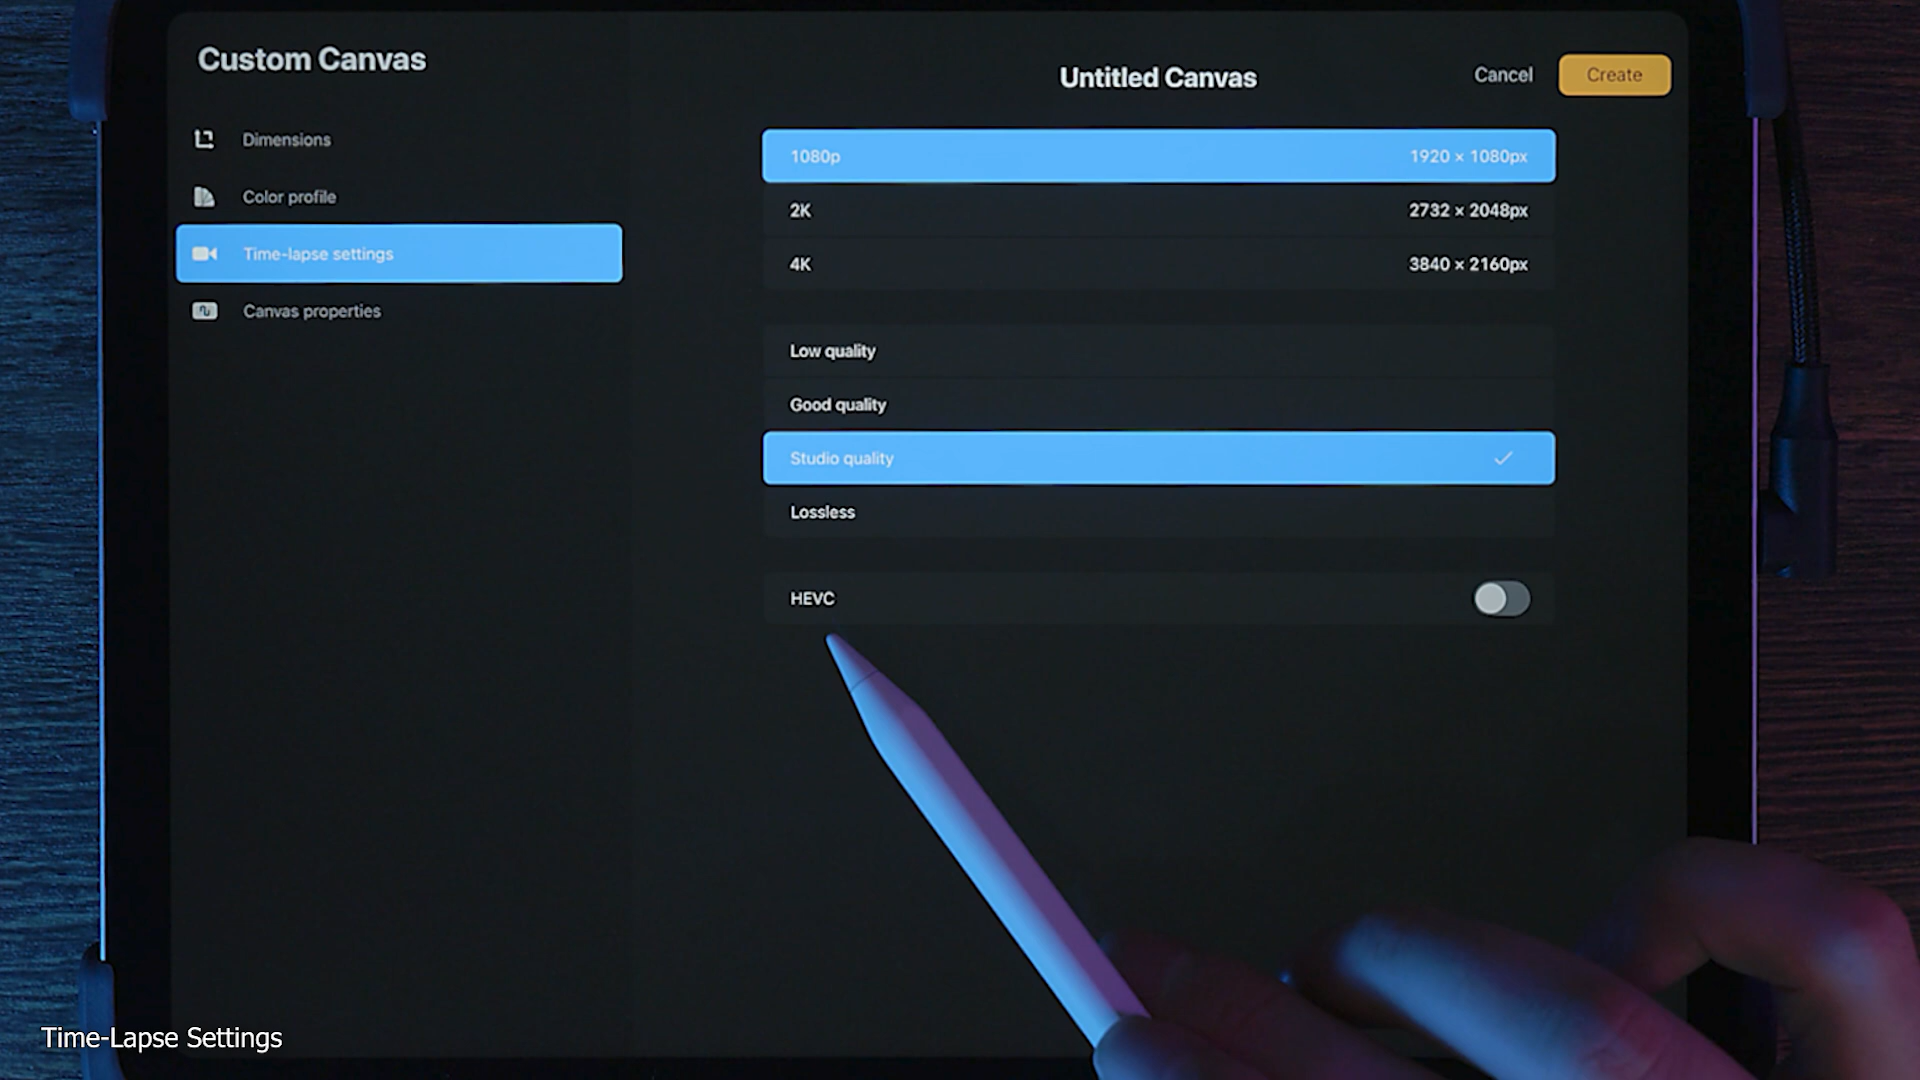 Custom Canvas
Untitled Canvas
Cancel
Create
Dimensions
Color profile
Time-lapse settings
Canvas properties
1080p 1920 × 1080px
2K 2732 × 2048px
4K 3840 × 2160px
Low quality
Good quality
Studio quality
Lossless
HEVC
Time-Lapse Settings